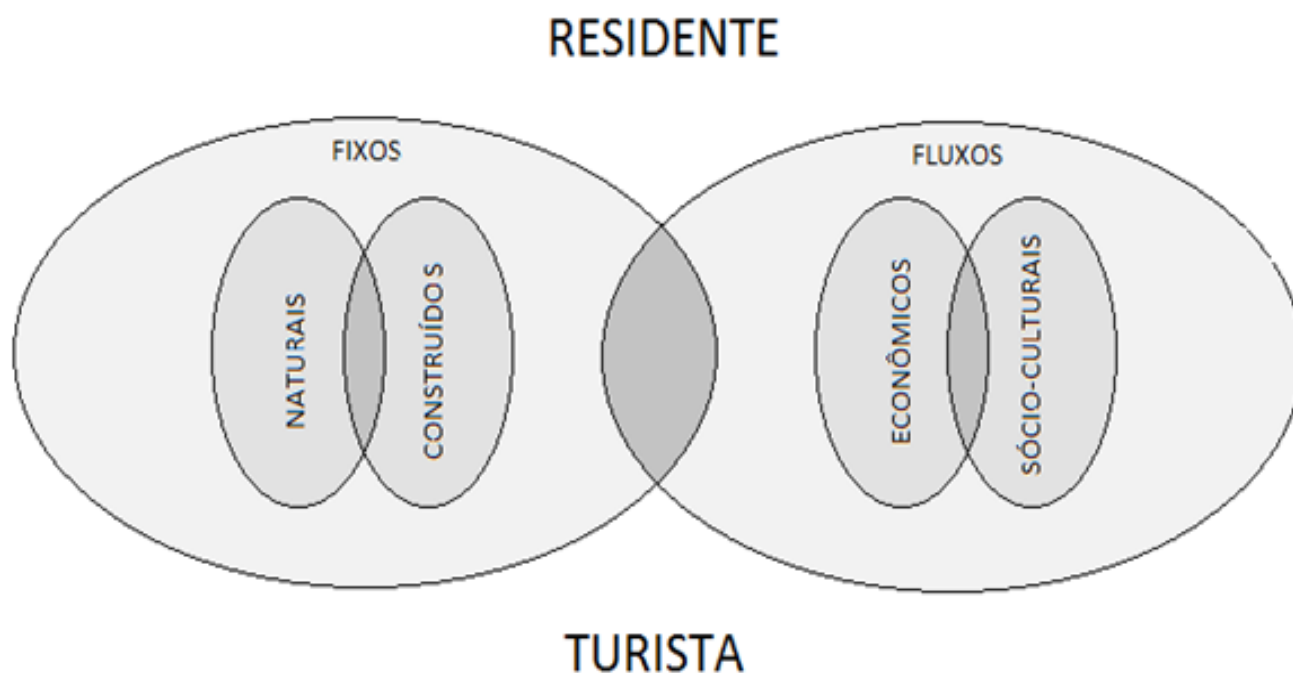 RESIDENTE
FIXOS
FLUXOS
NATURAIS
CONSTRUÍDOS
ECONÔMICOS
SÓCIO-CULTURAIS
TURISTA